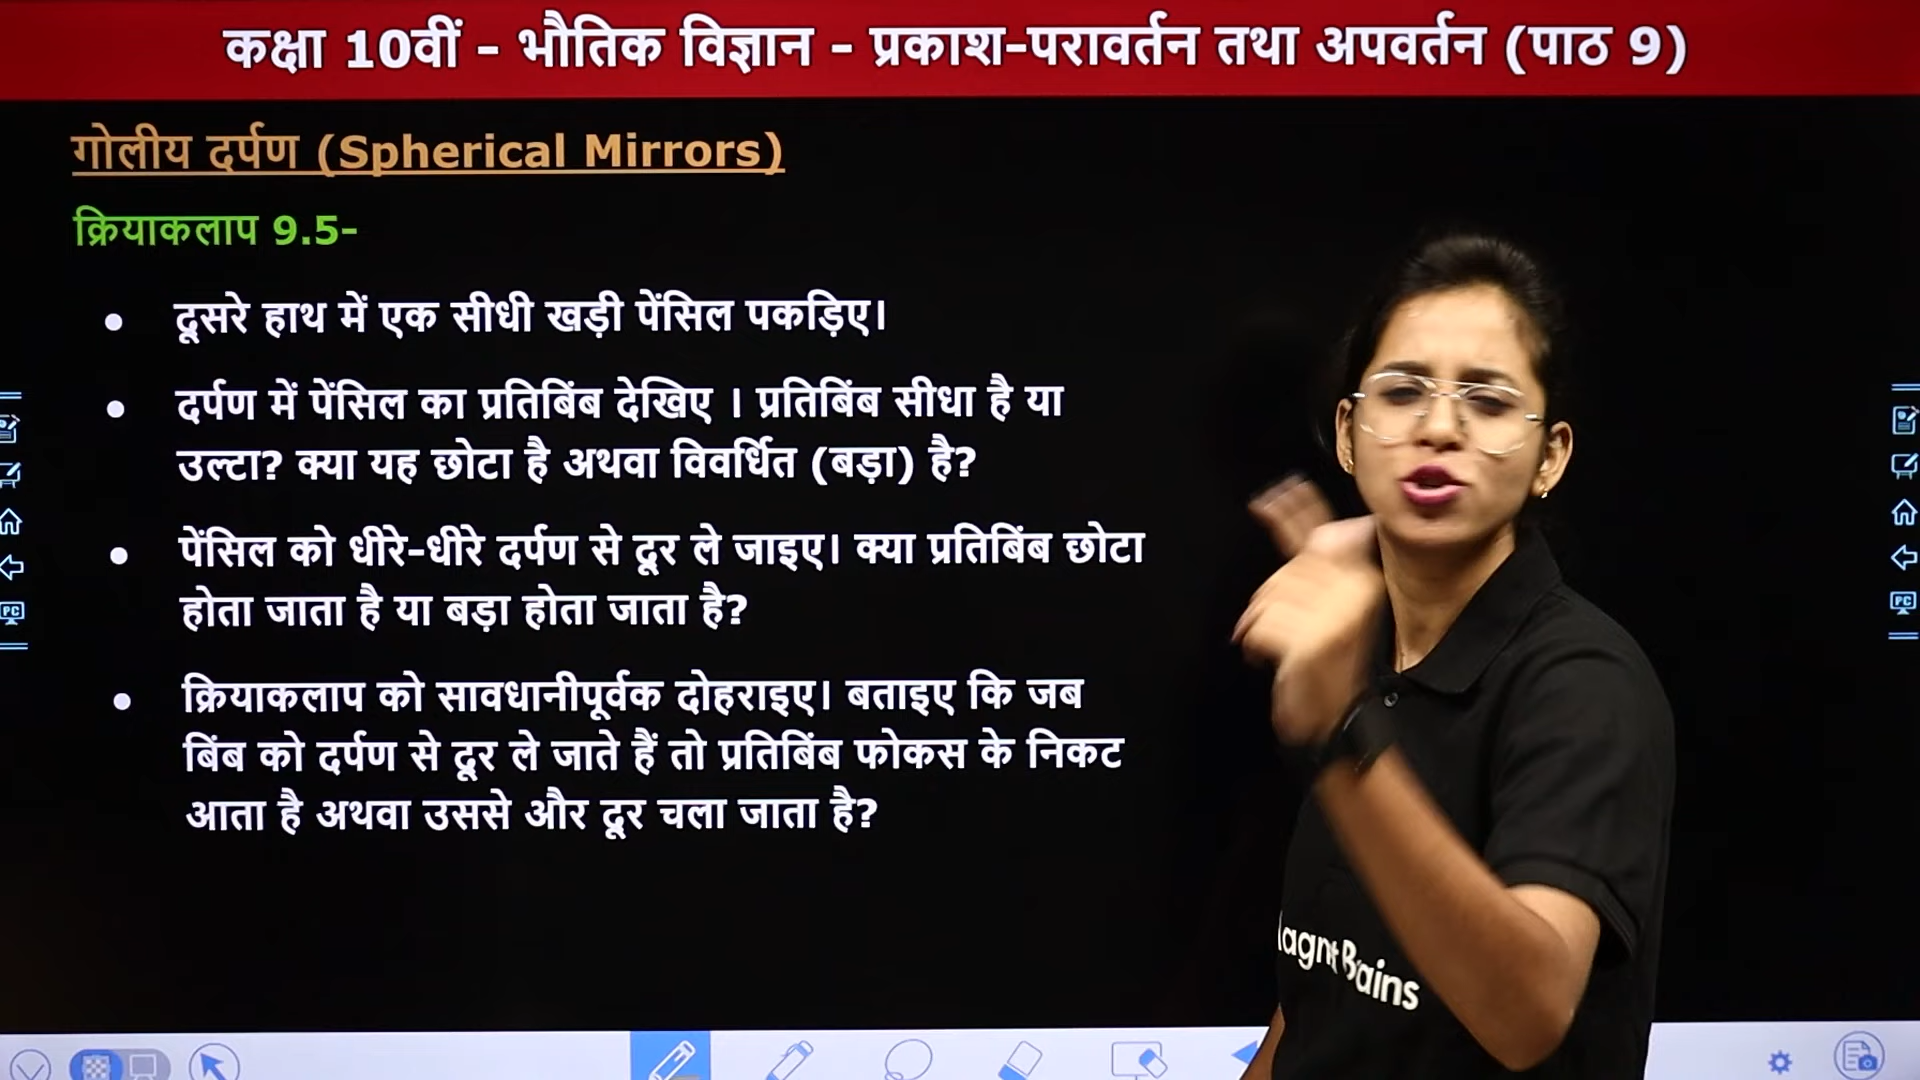 कक्षा 10वीं - भौतिक विज्ञान - प्रकाश-परावर्तन तथा अपवर्तन (पाठ 9)
गोलीय दर्पण (Spherical Mirrors)
क्रियाकलाप 9.5-
• दूसरे हाथ में एक सीधी खड़ी पेंसिल पकड़िए।
• दर्पण में पेंसिल का प्रतिबिंब देखिए । प्रतिबिंब सीधा है या
उल्टा? क्या यह छोटा है अथवा विवर्धित (बड़ा) है?
• पेंसिल को धीरे-धीरे दर्पण से दूर ले जाइए। क्या प्रतिबिंब छोटा
होता जाता है या बड़ा होता जाता है?
• क्रियाकलाप को सावधानीपूर्वक दोहराइए। बताइए कि जब
बिंब को दर्पण से दूर ले जाते हैं तो प्रतिबिंब फोकस के निकट
आता है अथवा उससे और दूर चला जाता है?
PC
PC